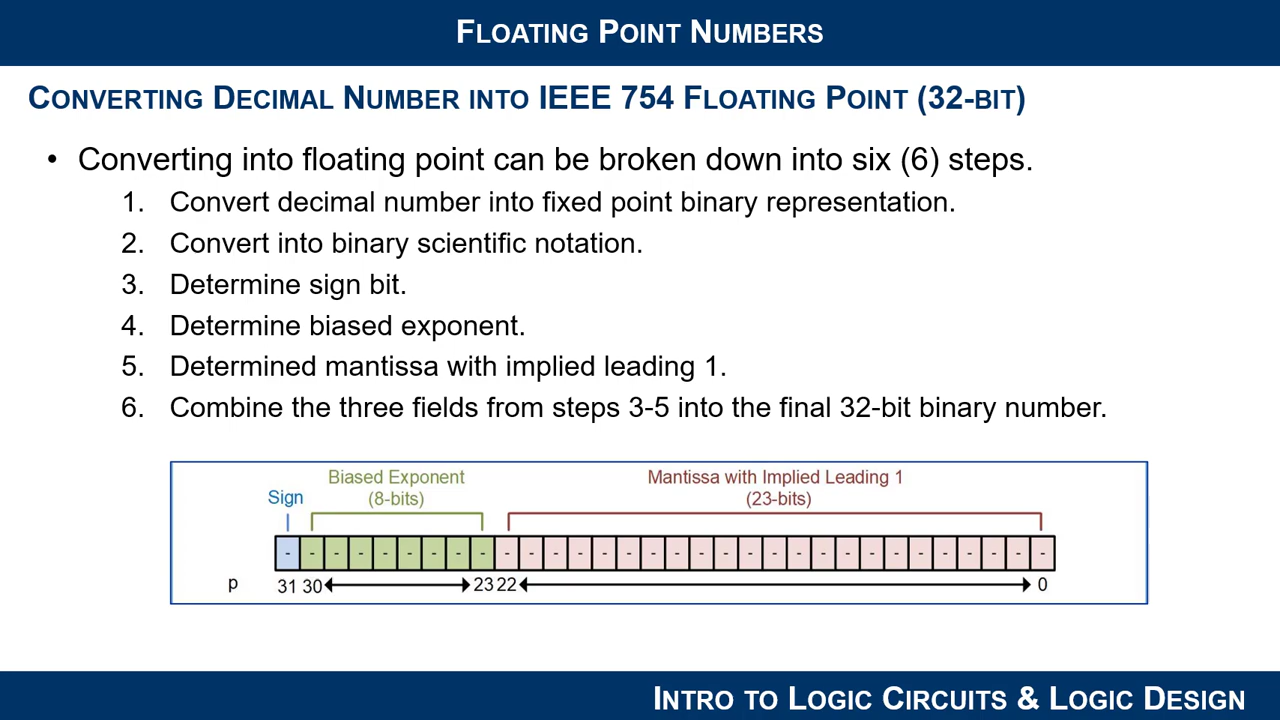 FLOATING POINT NUMBERS
CONVERTING DECIMAL NUMBER INTO IEEE 754 FLOATING POINT (32-BIT)
• Converting into floating point can be broken down into six (6) steps.
1. Convert decimal number into fixed point binary representation.
2. Convert into binary scientific notation.
3. Determine sign bit.
4. Determine biased exponent.
5. Determined mantissa with implied leading 1.
6. Combine the three fields from steps 3-5 into the final 32-bit binary number.
Sign
Biased Exponent
(8-bits)
Mantissa with Implied Leading 1
(23-bits)
- - - - - - - - - - - - - - - - - - - - - - - - - - - - - - - -
p 31 30 23 22 0
INTRO TO LOGIC CIRCUITS & LOGIC DESIGN